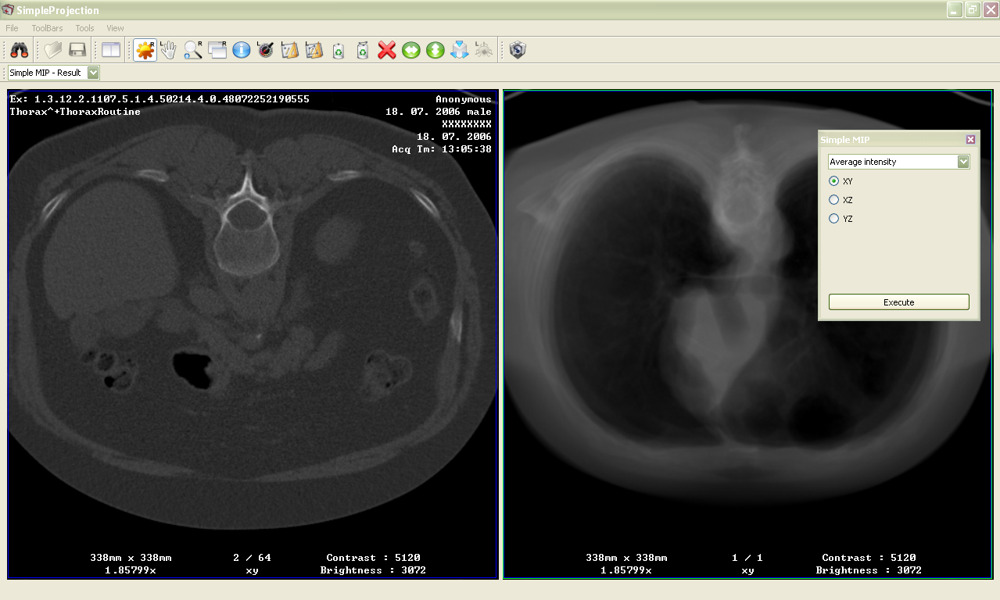 SimpleProjection
File ToolBars Tools View
R L R R L
Simple MIP - Result
Ex: 1.3.12.2.1107.5.1.4.50214.4.0.48072252190555
Thorax^+ThoraxRoutine
Anonymous
18. 07. 2006 male
XXXXXXXX
18. 07. 2006
Acq Tm: 13:05:38
338mm x 338mm 2 / 64 Contrast : 5120
1.85799x xy Brightness : 3072
Simple MIP
Average intensity
XY
XZ
YZ
Execute
338mm x 338mm 1 / 1 Contrast : 5120
1.85799x xy Brightness : 3072